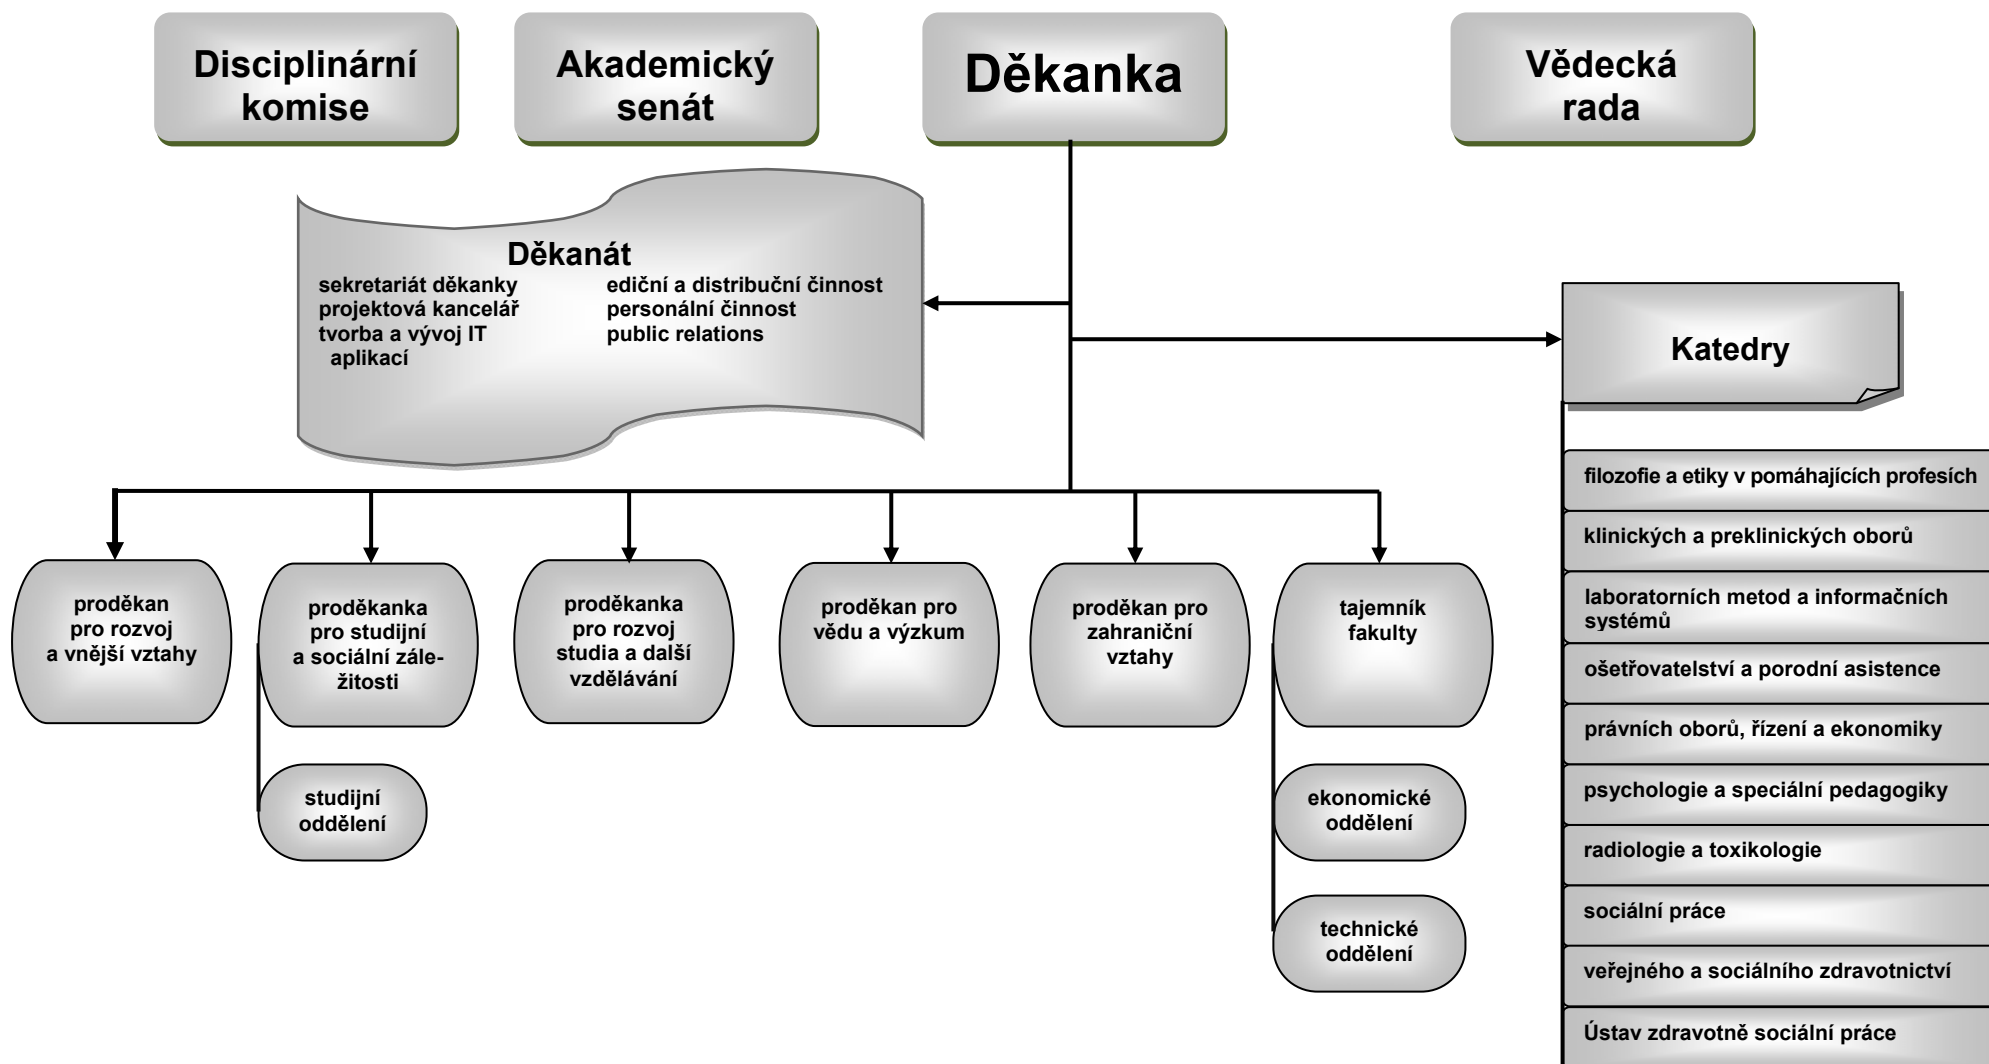 Disciplinární
komise
Akademický
senát
Děkanka
Vědecká
rada
Děkanát
sekretariát děkanky
projektová kancelář
tvorba a vývoj IT
aplikací
ediční a distribuční činnost
personální činnost
public relations
Katedry
filozofie a etiky v pomáhajících profesích
klinických a preklinických oborů
laboratorních metod a informačních
systémů
ošetřovatelství a porodní asistence
právních oborů, řízení a ekonomiky
psychologie a speciální pedagogiky
radiologie a toxikologie
sociální práce
veřejného a sociálního zdravotnictví
Ústav zdravotně sociální práce
proděkan
pro rozvoj
a vnější vztahy
proděkanka
pro studijní
a sociální zále-
žitosti
proděkanka
pro rozvoj
studia a další
vzdělávání
proděkan pro
vědu a výzkum
proděkan pro
zahraniční
vztahy
tajemník
fakulty
studijní
oddělení
ekonomické
oddělení
technické
oddělení